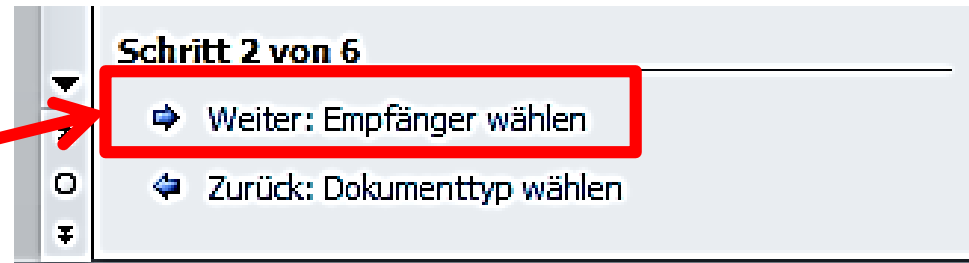 Schritt 2 von 6
Weiter: Empfänger wählen
Zurück: Dokumenttyp wählen